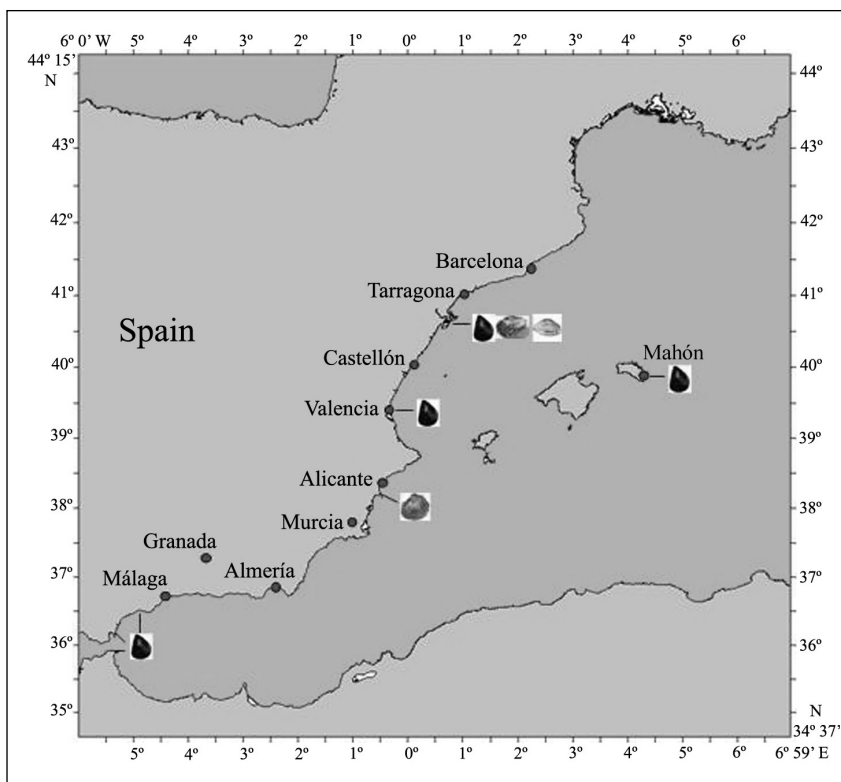 6º 0’ W 5º 4º 3º 2º 1º 0º 1º 2º 3º 4º 5º 6º
44º 15’
N
44º
43º 43º
42º 42º
Barcelona
Tarragona
41º 41º
Spain
Castellón
Mahón
40º 40º
Valencia
39º 39º
Alicante
38º 38º
Murcia
Granada
Almería
Málaga
37º 37º
36º 36º
35º N
34º 37’
5º 4º 3º 2º 1º 0º 1º 2º 3º 4º 5º 6º 6º 59’ E